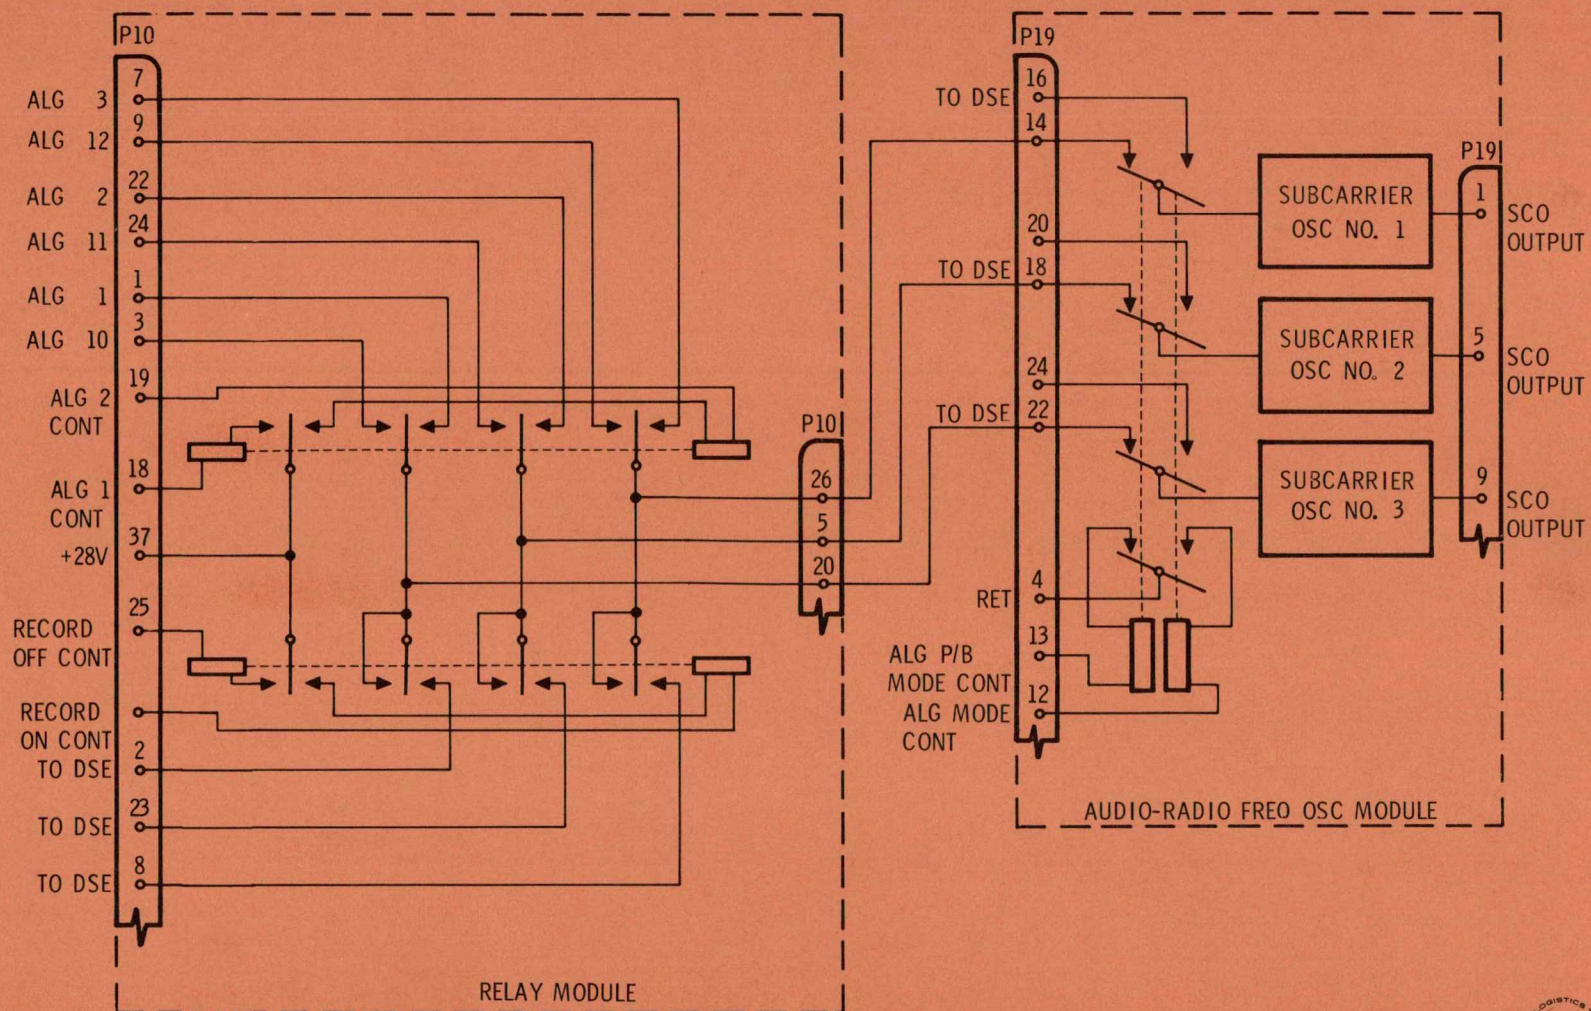 P10
7
ALG 3
9
ALG 12
22
ALG 2
24
ALG 11
1
ALG 1
3
ALG 10
19
ALG 2
CONT
18
ALG 1
CONT
37
+28V
25
RECORD
OFF CONT
RECORD
ON CONT
2
TO DSE
23
TO DSE
8
TO DSE
P10
26
5
20
RELAY MODULE
P19
16
TO DSE
14
20
18
TO DSE
24
22
TO DSE
4
RET
13
ALG P/B
MODE CONT
12
ALG MODE
CONT
SUBCARRIER
OSC NO. 1
SUBCARRIER
OSC NO. 2
SUBCARRIER
OSC NO. 3
P19
1
SCO
OUTPUT
5
SCO
OUTPUT
9
SCO
OUTPUT
AUDIO-RADIO FREQ OSC MODULE
OGISTICS